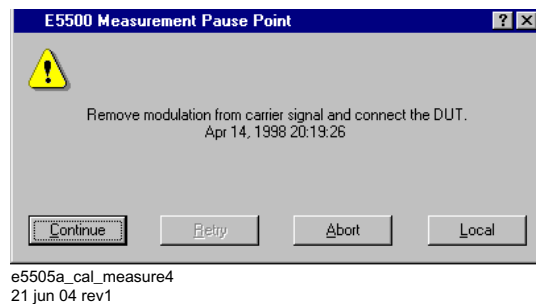 E5500 Measurement Pause Point
Remove modulation from carrier signal and connect the DUT.
Apr 14, 1998 20:19:26
Continue Retry Abort Local
e5505a_cal_measure4
21 jun 04 rev1